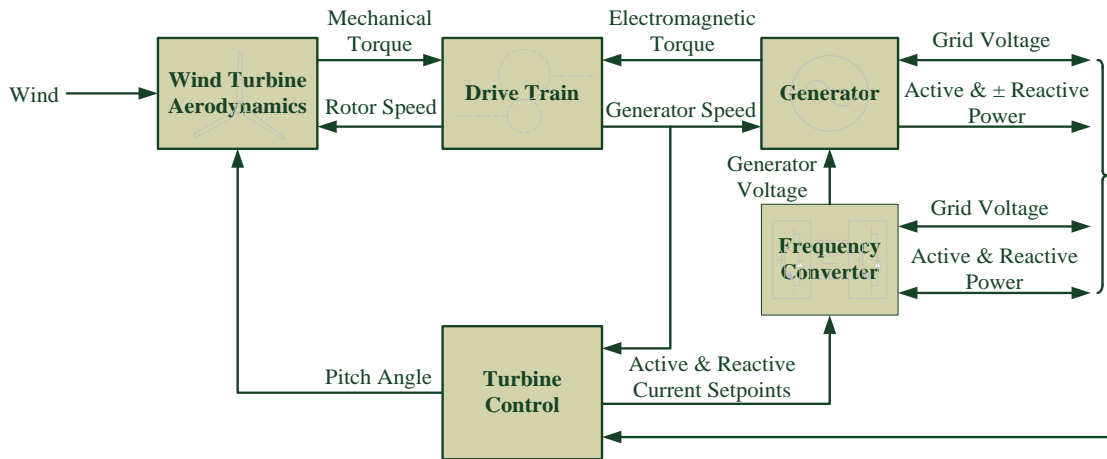 Mechanical
Torque
Electromagnetic
Torque
Wind
Wind Turbine
Aerodynamics
Drive Train
Generator
Grid Voltage
Active & ± Reactive
Power
Rotor Speed
Generator Speed
Generator
Voltage
Frequency
Converter
Grid Voltage
Active & Reactive
Power
Pitch Angle
Turbine
Control
Active & Reactive
Current Setpoints